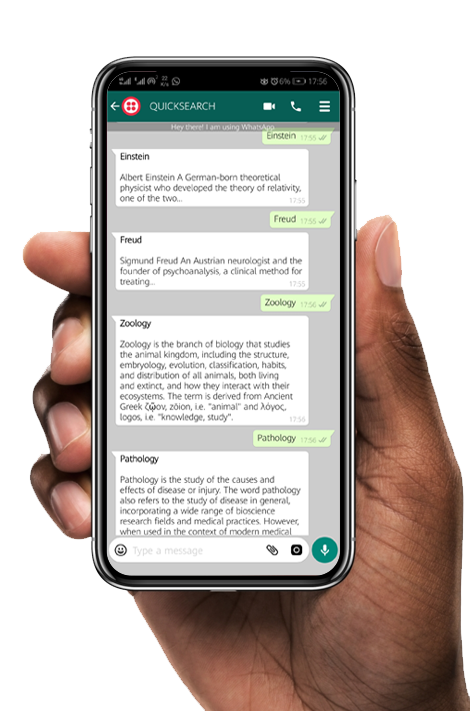 22
K/s
6%
17:56
QUICKSEARCH
Hey there! I am using WhatsApp
Einstein 17:55
Einstein
Albert Einstein A German-born theoretical
physicist who developed the theory of relativity,
one of the two...
17:55
Freud 17:55
Freud
Sigmund Freud An Austrian neurologist and the
founder of psychoanalysis, a clinical method for
treating...
17:55
Zoology 17:56
Zoology
Zoology is the branch of biology that studies
the animal kingdom, including the structure,
embryology, evolution, classification, habits,
and distribution of all animals, both living
and extinct, and how they interact with their
ecosystems. The term is derived from Ancient
Greek ζῷον, zōion, i.e. "animal" and λόγος,
logos, i.e. "knowledge, study".
17:55
Pathology 17:56
Pathology
Pathology is the study of the causes and
effects of disease or injury. The word pathology
also refers to the study of disease in general,
incorporating a wide range of bioscience
research fields and medical practices. However,
when used in the context of modern medical
Type a message